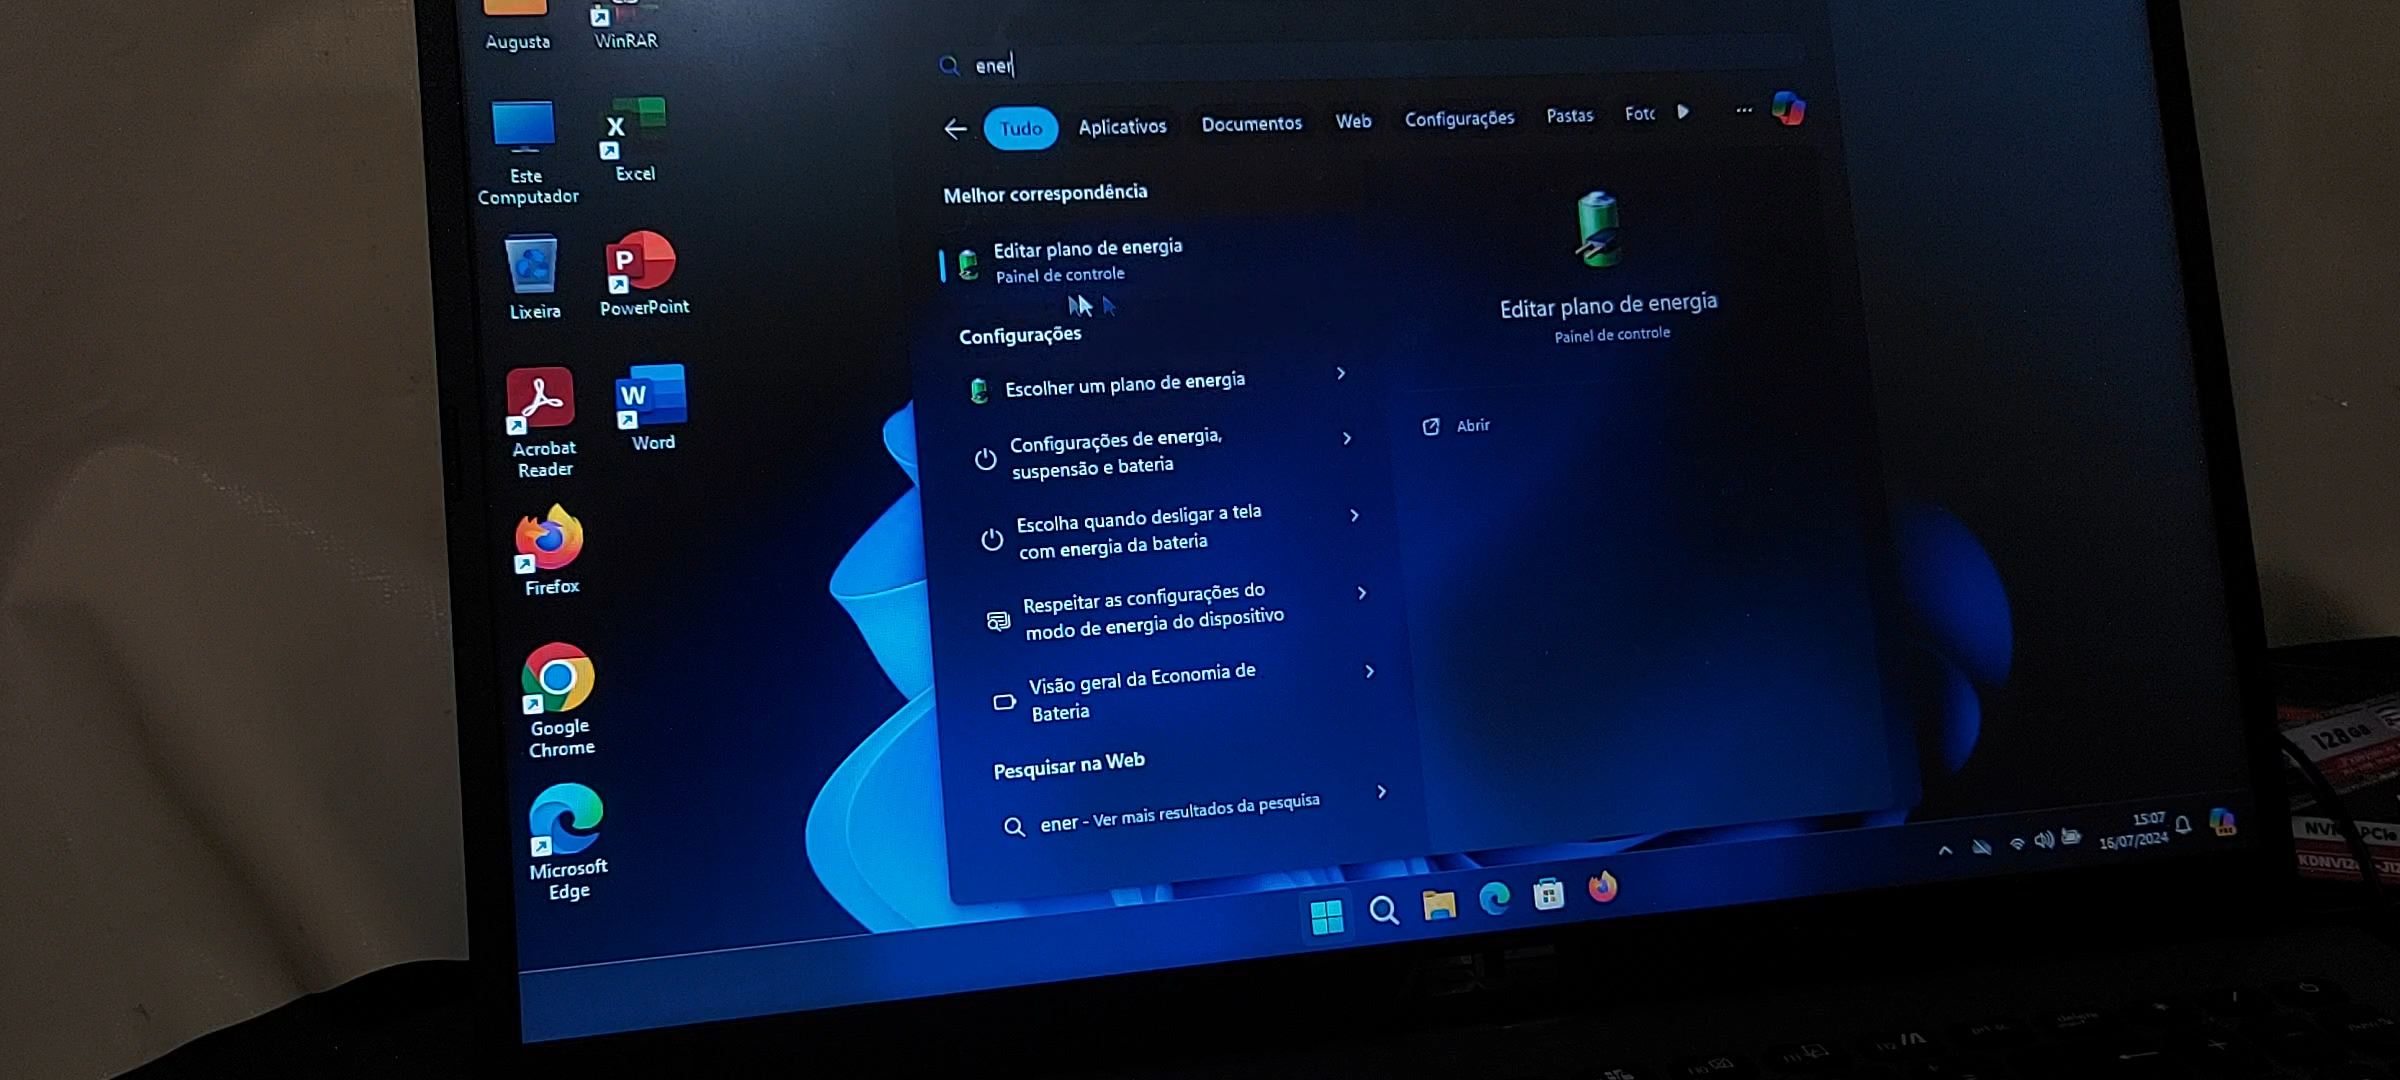 Augusta
WinRAR
ener
Tudo
Aplicativos
Documentos
Web
Configurações
Pastas
Este
Computador
X
Excel
Melhor correspondência
Editar plano de energia
Painel de controle
Editar plano de energia
Painel de controle
Lixeira
P
PowerPoint
Configurações
Escolher um plano de energia
Configurações de energia,
suspensão e bateria
Abrir
Acrobat
Reader
W
Word
Escolha quando desligar a tela
com energia da bateria
Firefox
Respeitar as configurações do
modo de energia do dispositivo
Visão geral da Economia de
Bateria
Google
Chrome
Pesquisar na Web
ener - Ver mais resultados da pesquisa
Microsoft
Edge
15:07
16/07/2024
128GB
PCIe